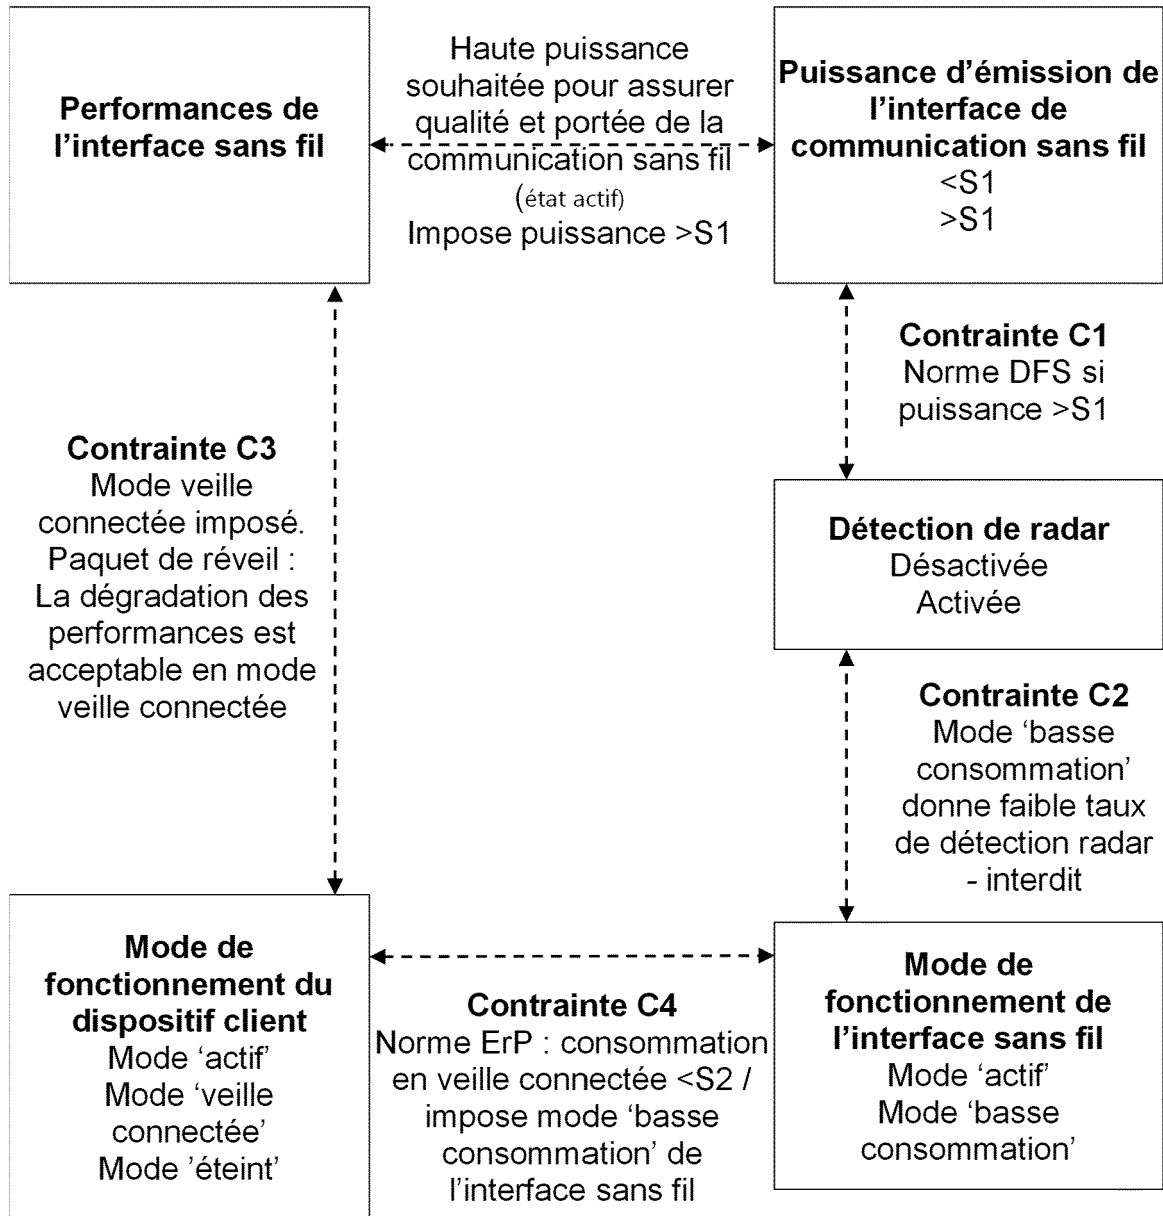 Performances de
l'interface sans fil
Haute puissance
souhaitée pour assurer
qualité et portée de la
communication sans fil
(état actif)
Impose puissance >S1
Puissance d'émission de
l'interface de
communication sans fil
<S1
>S1
Contrainte C1
Norme DFS si
puissance >S1
Contrainte C3
Mode veille
connectée imposé.
Paquet de réveil :
La dégradation des
performances est
acceptable en mode
veille connectée
Détection de radar
Désactivée
Activée
Contrainte C2
Mode ‘basse
consommation’
donne faible taux
de détection radar
- interdit
Mode de
fonctionnement du
dispositif client
Mode ‘actif’
Mode ‘veille
connectée’
Mode ’éteint’
Contrainte C4
Norme ErP : consommation
en veille connectée <S2 /
impose mode ‘basse
consommation’ de
l’interface sans fil
Mode de
fonctionnement de
l’interface sans fil
Mode ‘actif’
Mode ‘basse
consommation’